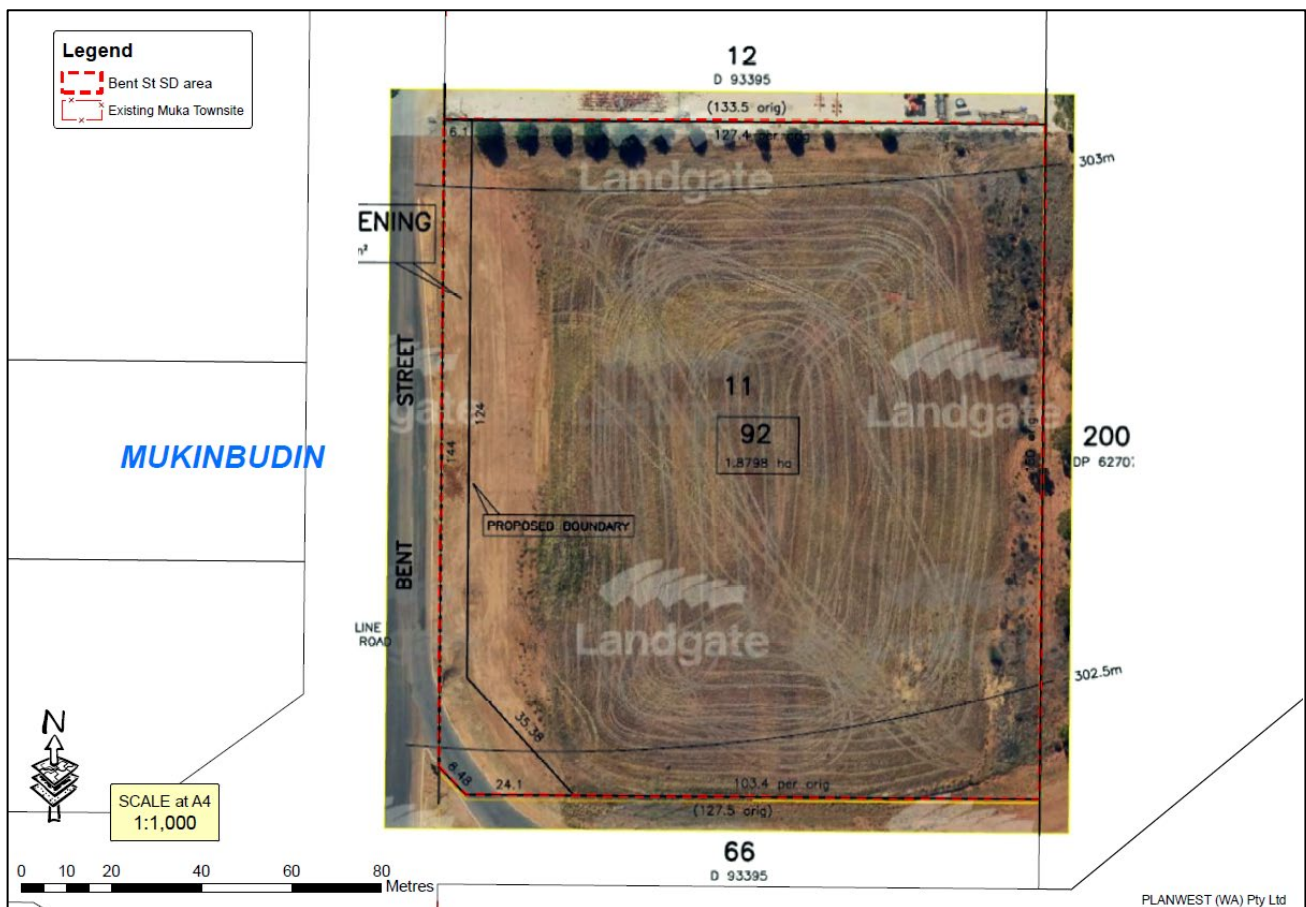 Legend
Bent St SD area
Existing Muka Townsite
12
D 93395
(133.5 orig)
6.1
127.4 per orig
303m
Landgate
ENING
STREET
124
144
11
92
1.8798 ha
Landgate
gate
200
DP 6270
MUKINBUDIN
PROPOSED BOUNDARY
BENT
LINE
ROAD
Landgate
302.5m
35.38
N
8.48
24.1
103.4 per orig
(127.5 orig)
SCALE at A4
1:1,000
66
D 93395
0 10 20 40 60 80
Metres
PLANWEST (WA) Pty Ltd